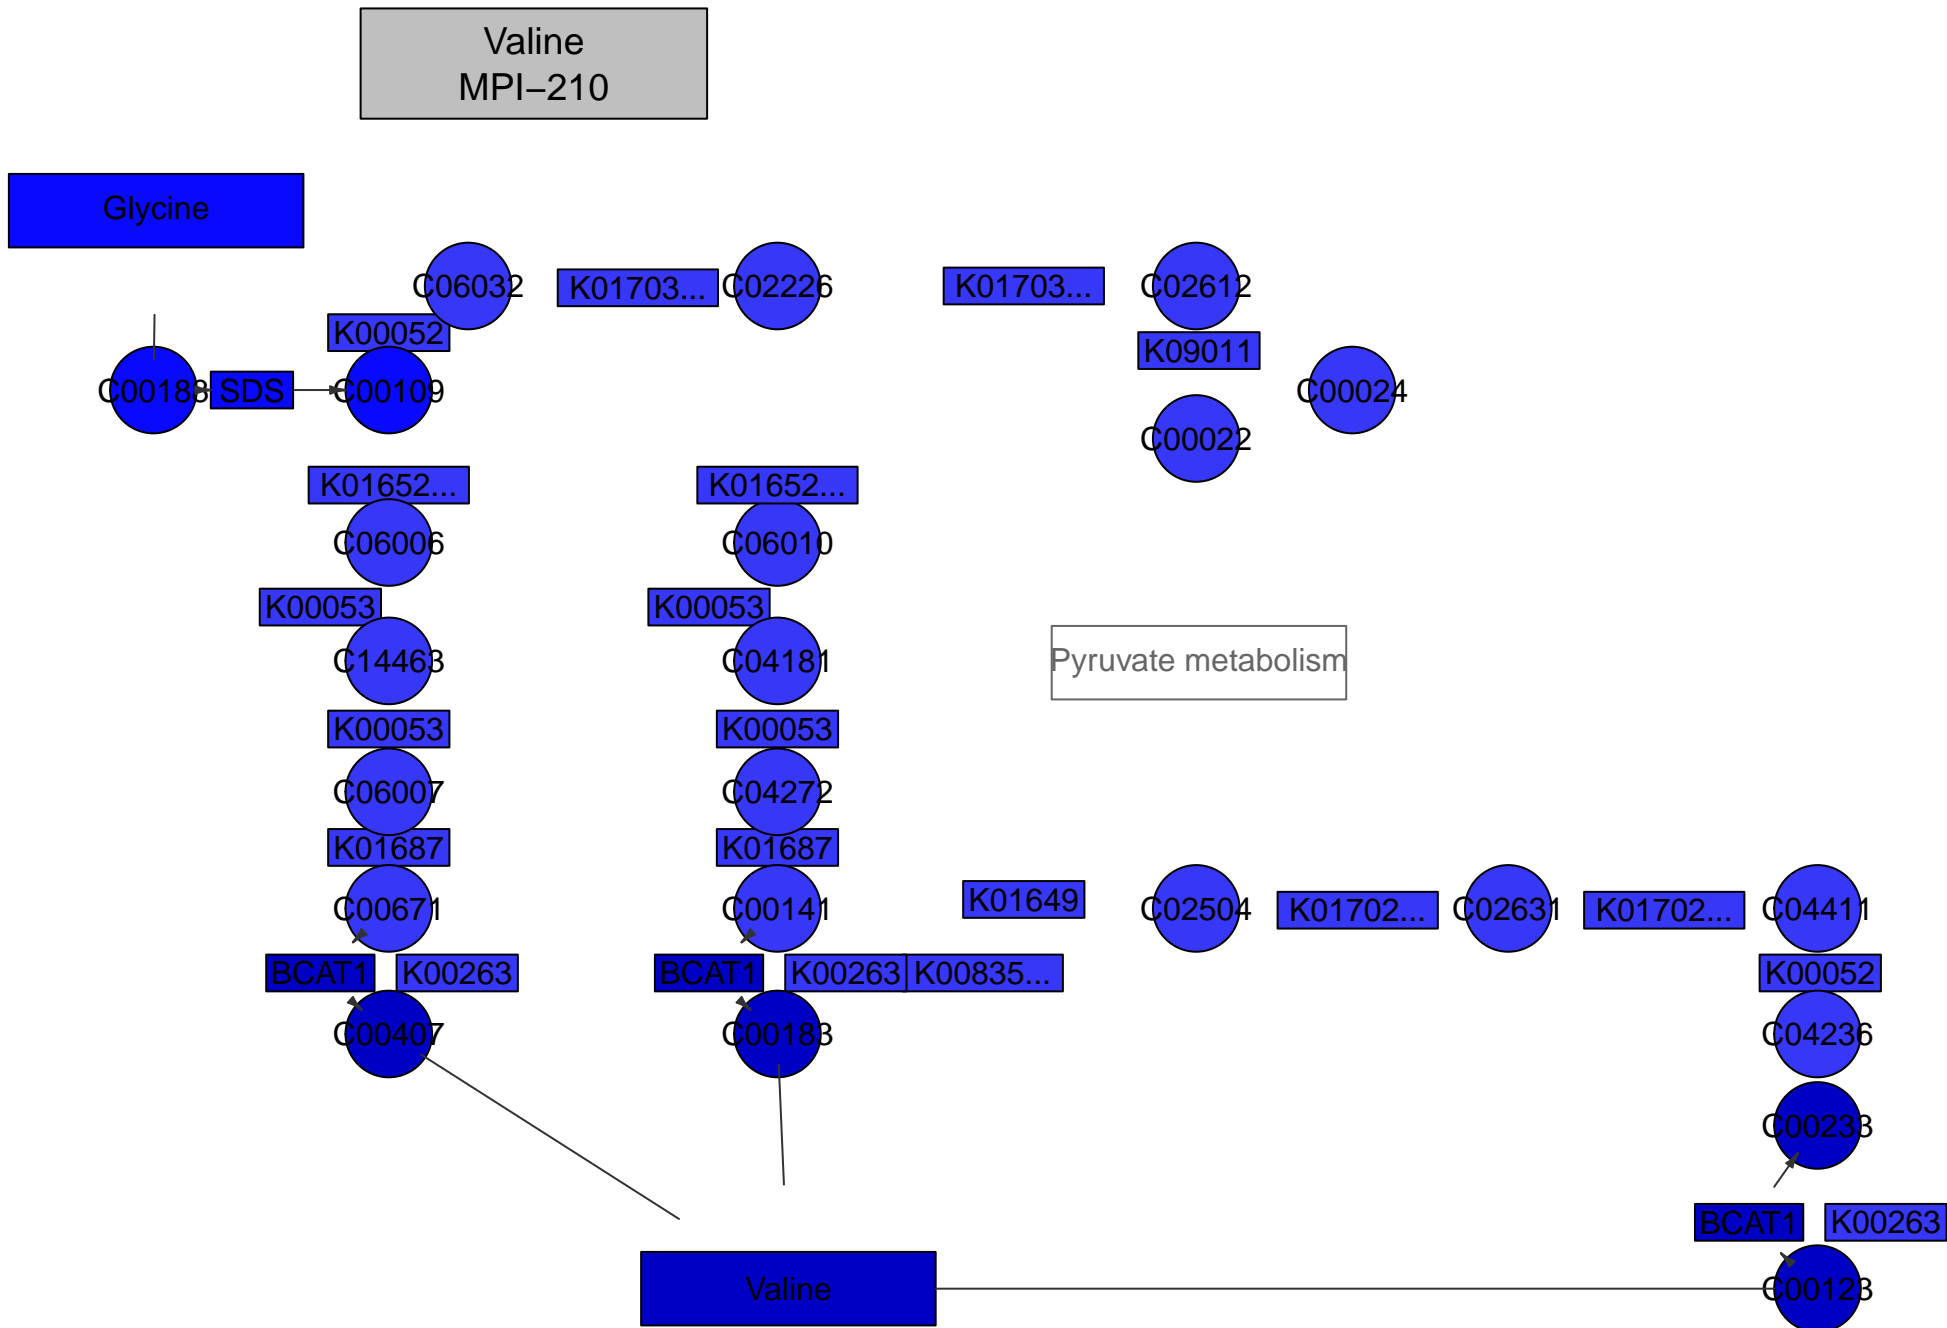 Valine
MPI−210
Glycine
C06032
K01703...
C02226
K01703...
C02612
K00052
K09011
C00188
SDS
C00109
C00024
C00022
K01652...
K01652...
C06006
C06010
K00053
K00053
C14463
C04181
Pyruvate metabolism
K00053
K00053
C06007
C04272
K01687
K01687
C00671
C00141
K01649
C02504
K01702...
C02631
K01702...
C04411
BCAT1
K00263
BCAT1
K00263
K00835...
K00052
C00407
C00183
C04236
C00233
BCAT1
K00263
Valine
C00123